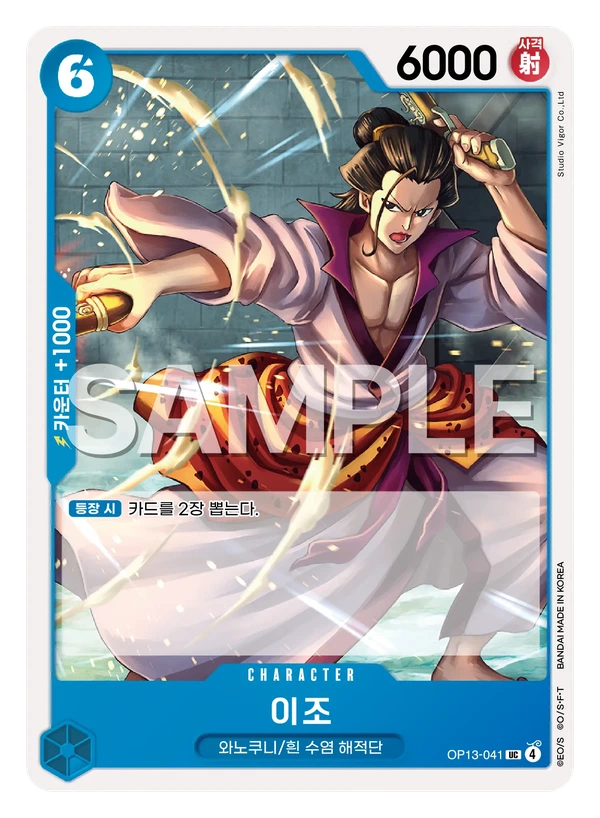 6
6000
사격
射
Studio Vigor Co.,Ltd
카운터 +1000
SAMPLE
등장 시 카드를 2장 뽑는다.
CHARACTER
이조
와노쿠니/흰 수염 해적단
OP13-041 UC 4
©EO/S ©O/S·F·T BANDAI MADE IN KOREA